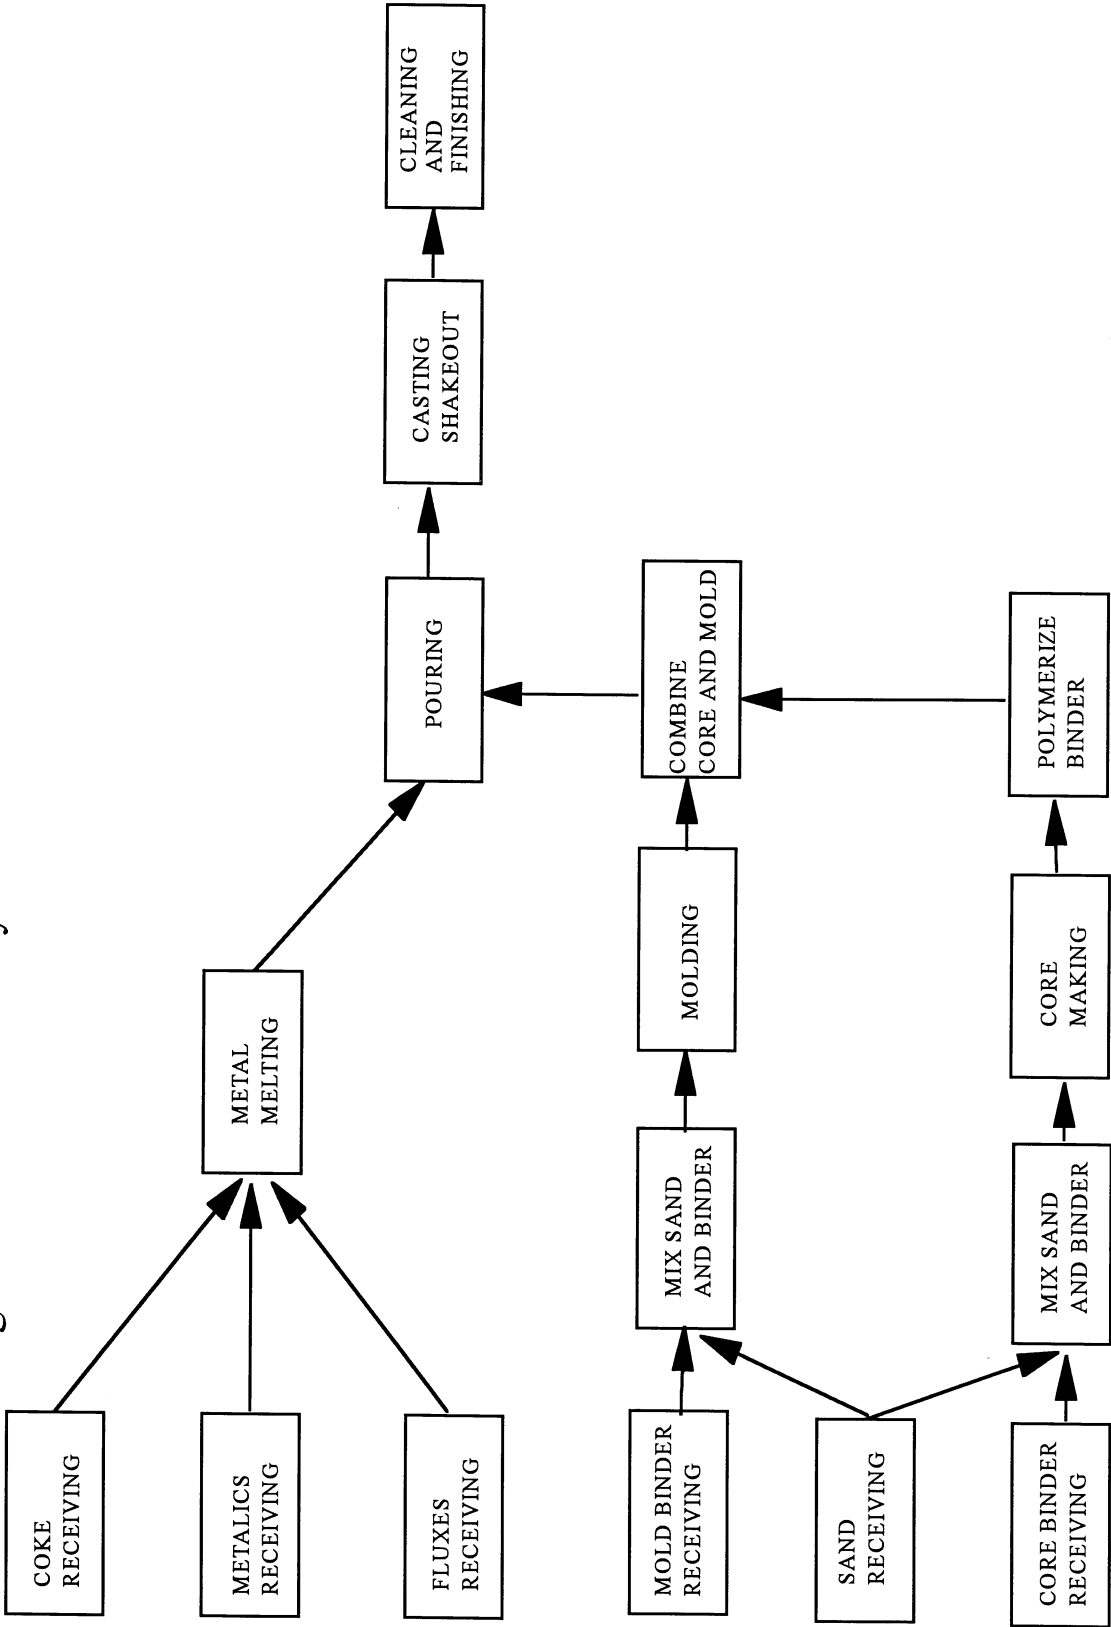 COKE
RECEIVING
METALICS
RECEIVING
FLUXES
RECEIVING
MOLD BINDER
RECEIVING
SAND
RECEIVING
CORE BINDER
RECEIVING
METAL
MELTING
MIX SAND
AND BINDER
MIX SAND
AND BINDER
MOLDING
CORE
MAKING
POURING
COMBINE
CORE AND MOLD
POLYMERIZE
BINDER
CASTING
SHAKEOUT
CLEANING
AND
FINISHING